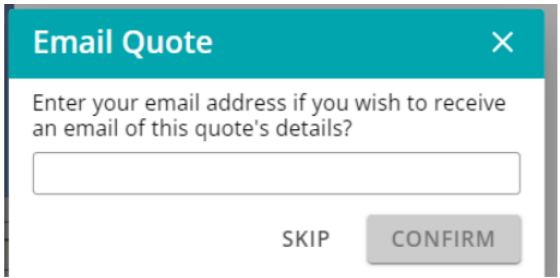 Email Quote
Enter your email address if you wish to receive
an email of this quote's details?
SKIP CONFIRM